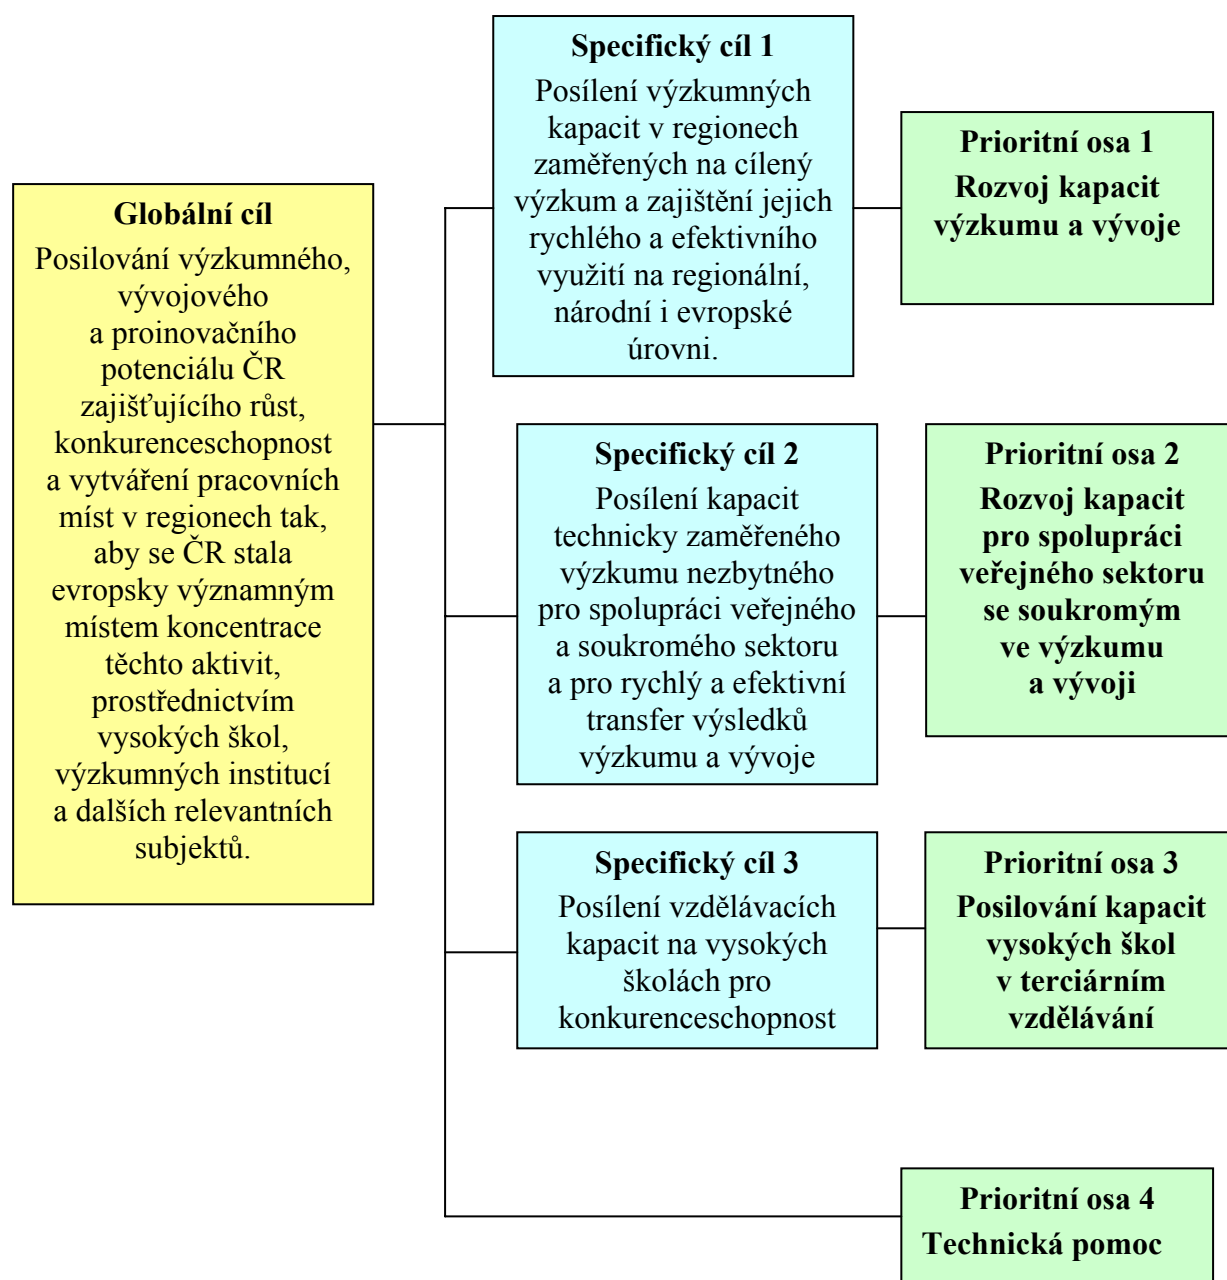 Globální cíl
Posilování výzkumného,
vývojového
a proinovačního
potenciálu ČR
zajišťujícího růst,
konkurenceschopnost
a vytváření pracovních
míst v regionech tak,
aby se ČR stala
evropsky významným
místem koncentrace
těchto aktivit,
prostřednictvím
vysokých škol,
výzkumných institucí
a dalších relevantních
subjektů.
Specifický cíl 1
Posílení výzkumných
kapacit v regionech
zaměřených na cílený
výzkum a zajištění jejich
rychlého a efektivního
využití na regionální,
národní i evropské
úrovni.
Prioritní osa 1
Rozvoj kapacit
výzkumu a vývoje
Specifický cíl 2
Posílení kapacit
technicky zaměřeného
výzkumu nezbytného
pro spolupráci veřejného
a soukromého sektoru
a pro rychlý a efektivní
transfer výsledků
výzkumu a vývoje
Prioritní osa 2
Rozvoj kapacit
pro spolupráci
veřejného sektoru
se soukromým
ve výzkumu
a vývoji
Specifický cíl 3
Posílení vzdělávacích
kapacit na vysokých
školách pro
konkurenceschopnost
Prioritní osa 3
Posilování kapacit
vysokých škol
v terciárním
vzdělávání
Prioritní osa 4
Technická pomoc